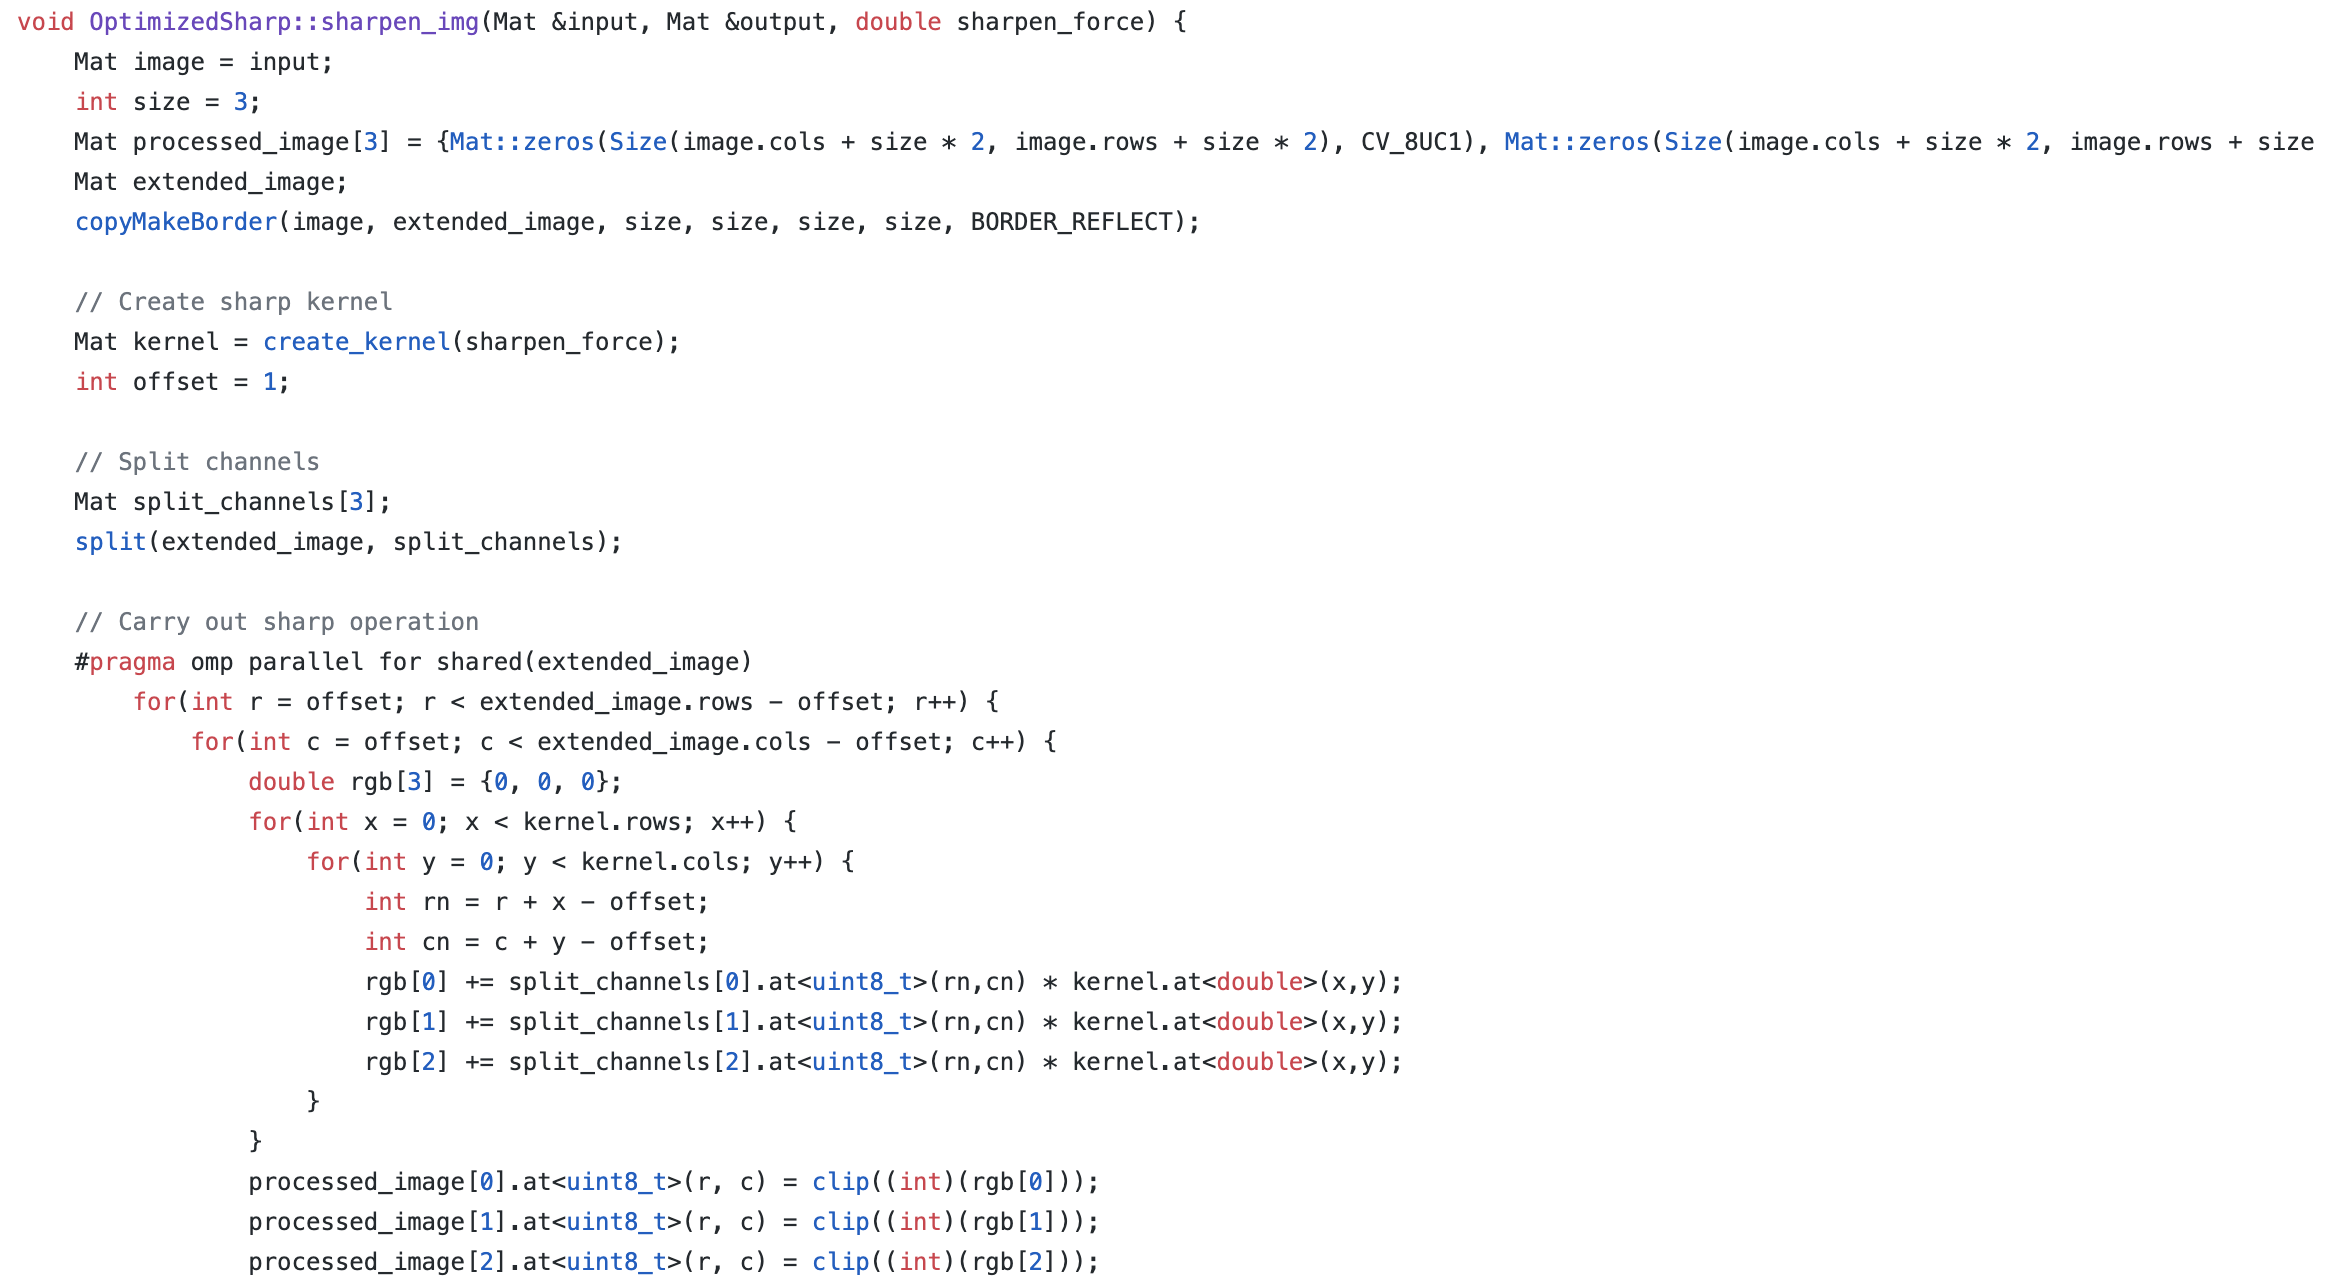 void OptimizedSharp::sharpen_img(Mat &input, Mat &output, double sharpen_force) {
    Mat image = input;
    int size = 3;
    Mat processed_image[3] = {Mat::zeros(Size(image.cols + size * 2, image.rows + size * 2), CV_8UC1), Mat::zeros(Size(image.cols + size * 2, image.rows + size
    Mat extended_image;
    copyMakeBorder(image, extended_image, size, size, size, size, BORDER_REFLECT);

    // Create sharp kernel
    Mat kernel = create_kernel(sharpen_force);
    int offset = 1;

    // Split channels
    Mat split_channels[3];
    split(extended_image, split_channels);

    // Carry out sharp operation
    #pragma omp parallel for shared(extended_image)
        for(int r = offset; r < extended_image.rows - offset; r++) {
            for(int c = offset; c < extended_image.cols - offset; c++) {
                double rgb[3] = {0, 0, 0};
                for(int x = 0; x < kernel.rows; x++) {
                    for(int y = 0; y < kernel.cols; y++) {
                        int rn = r + x - offset;
                        int cn = c + y - offset;
                        rgb[0] += split_channels[0].at<uint8_t>(rn,cn) * kernel.at<double>(x,y);
                        rgb[1] += split_channels[1].at<uint8_t>(rn,cn) * kernel.at<double>(x,y);
                        rgb[2] += split_channels[2].at<uint8_t>(rn,cn) * kernel.at<double>(x,y);
                    }
                }
                processed_image[0].at<uint8_t>(r, c) = clip((int)(rgb[0]));
                processed_image[1].at<uint8_t>(r, c) = clip((int)(rgb[1]));
                processed_image[2].at<uint8_t>(r, c) = clip((int)(rgb[2]));